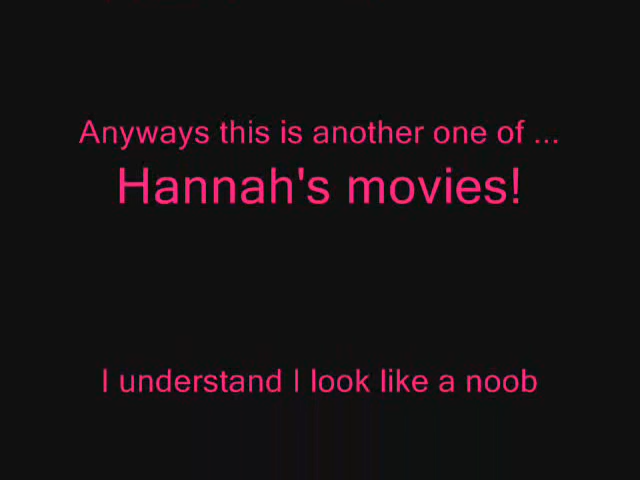 Anyways this is another one of ...
Hannah's movies!
I understand I look like a noob